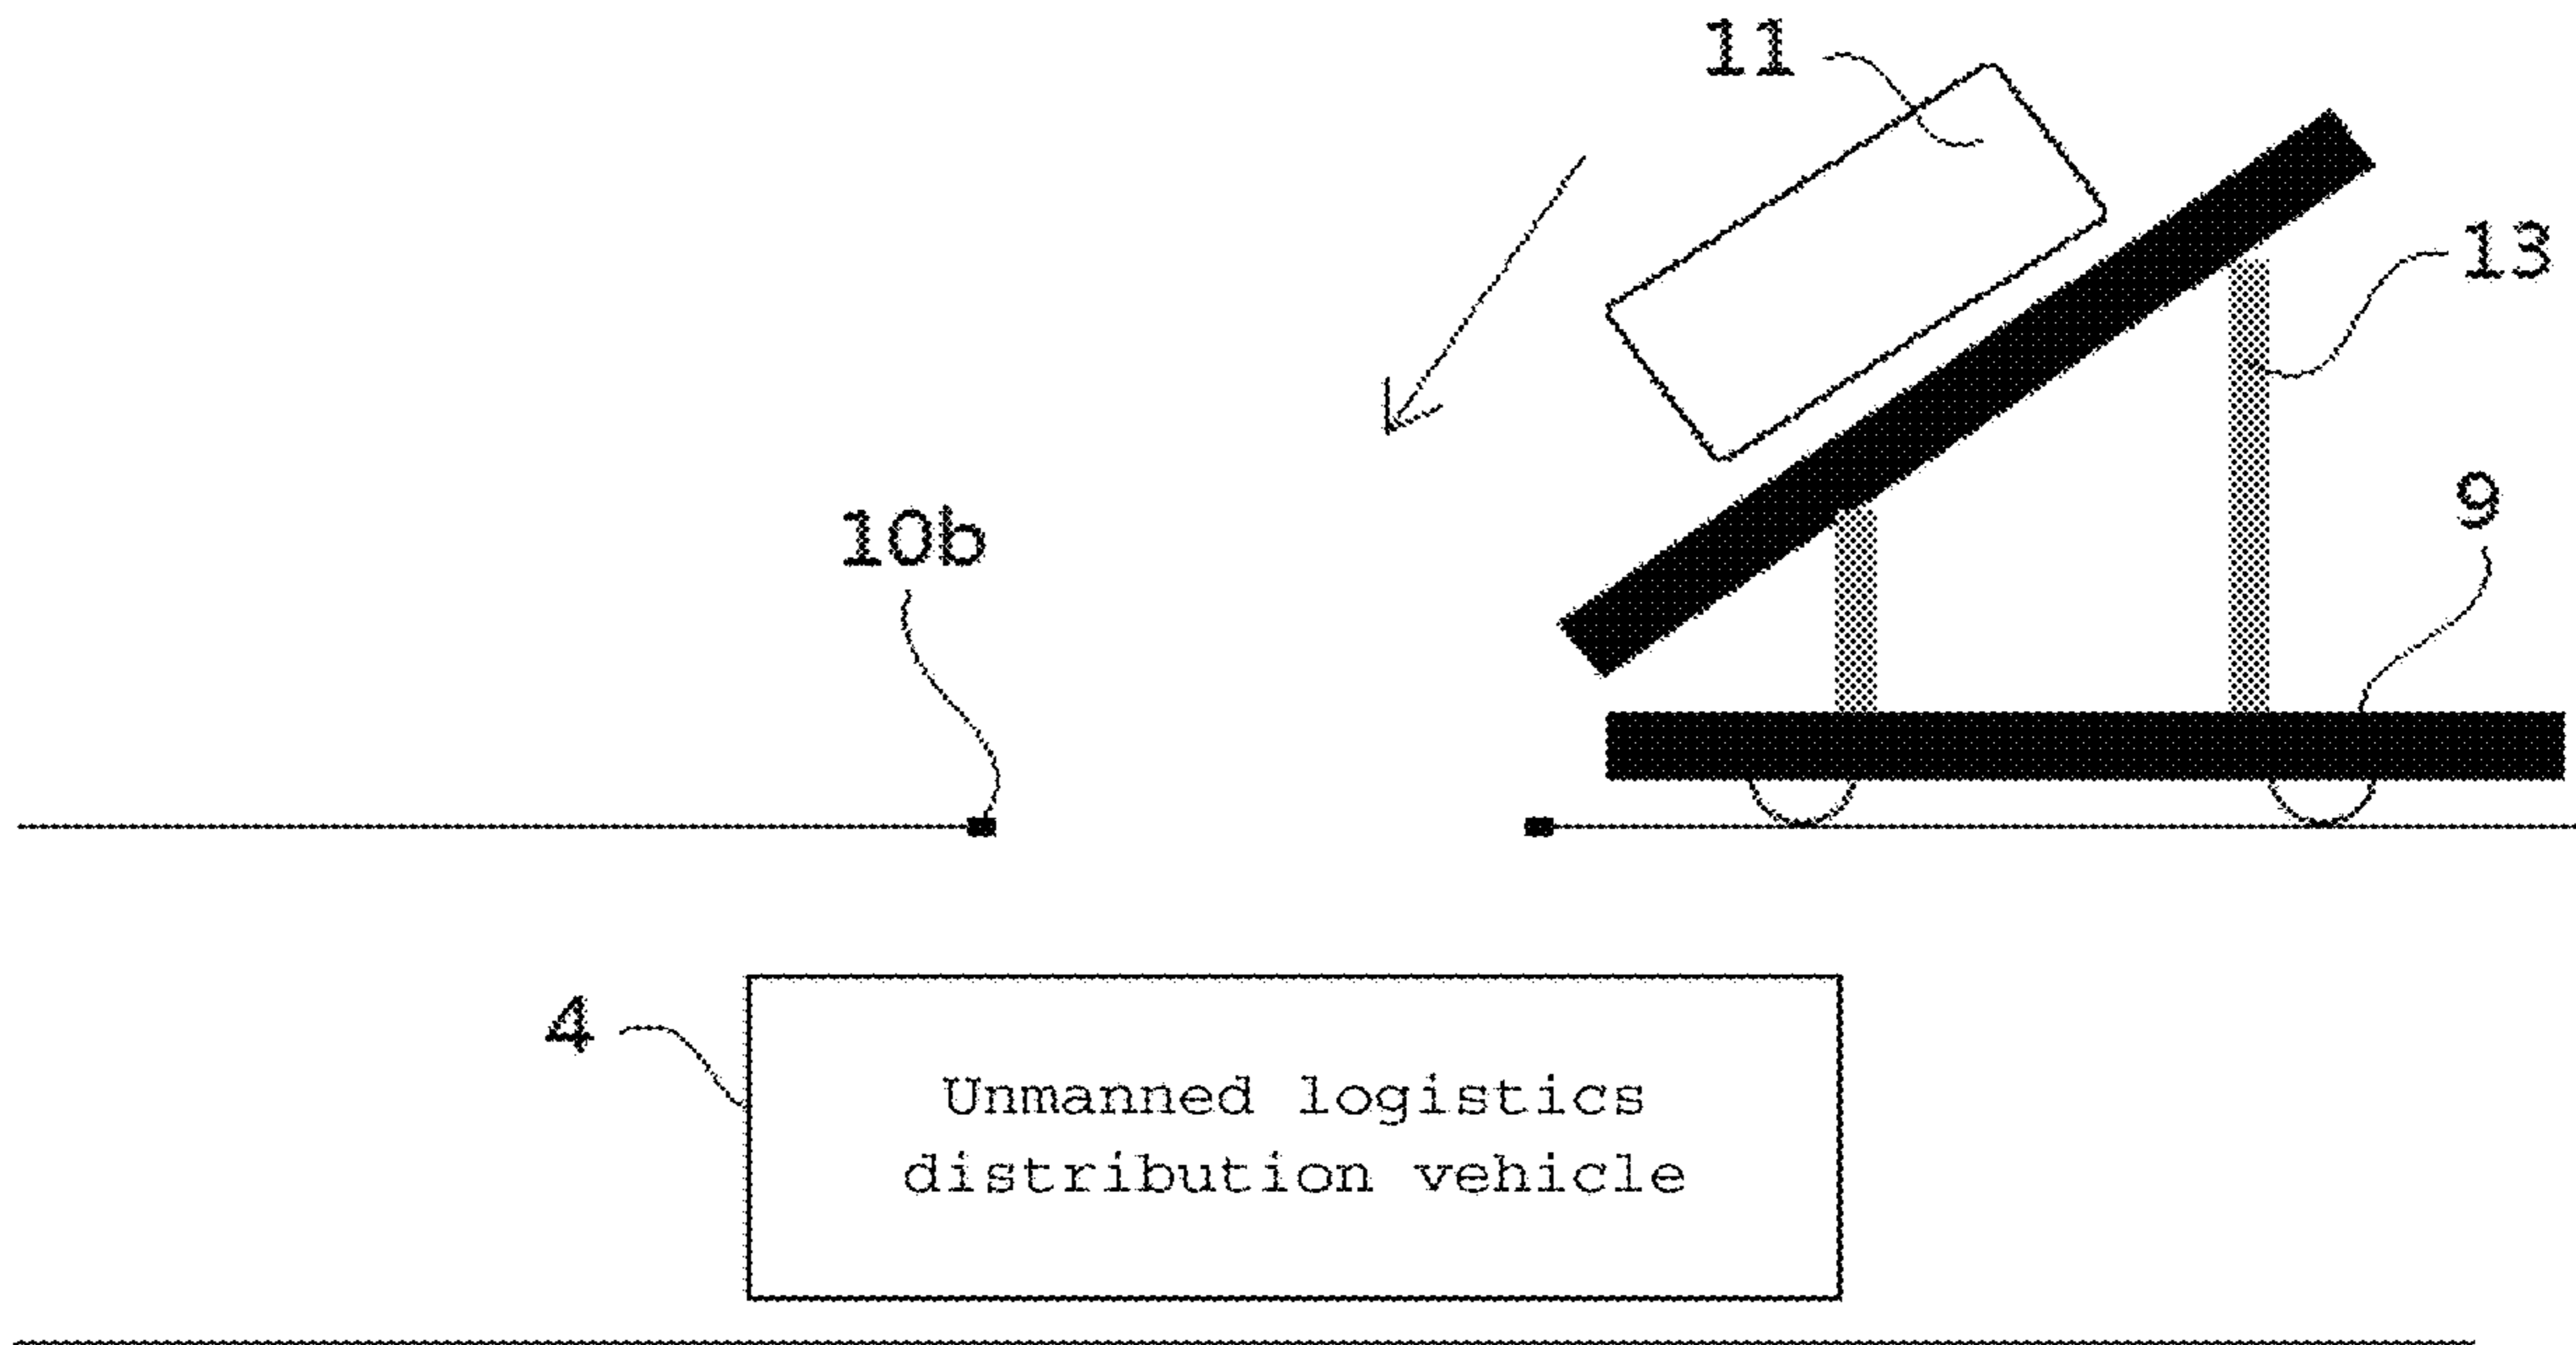 11
13
9
10b
4
Unmanned logistics
distribution vehicle